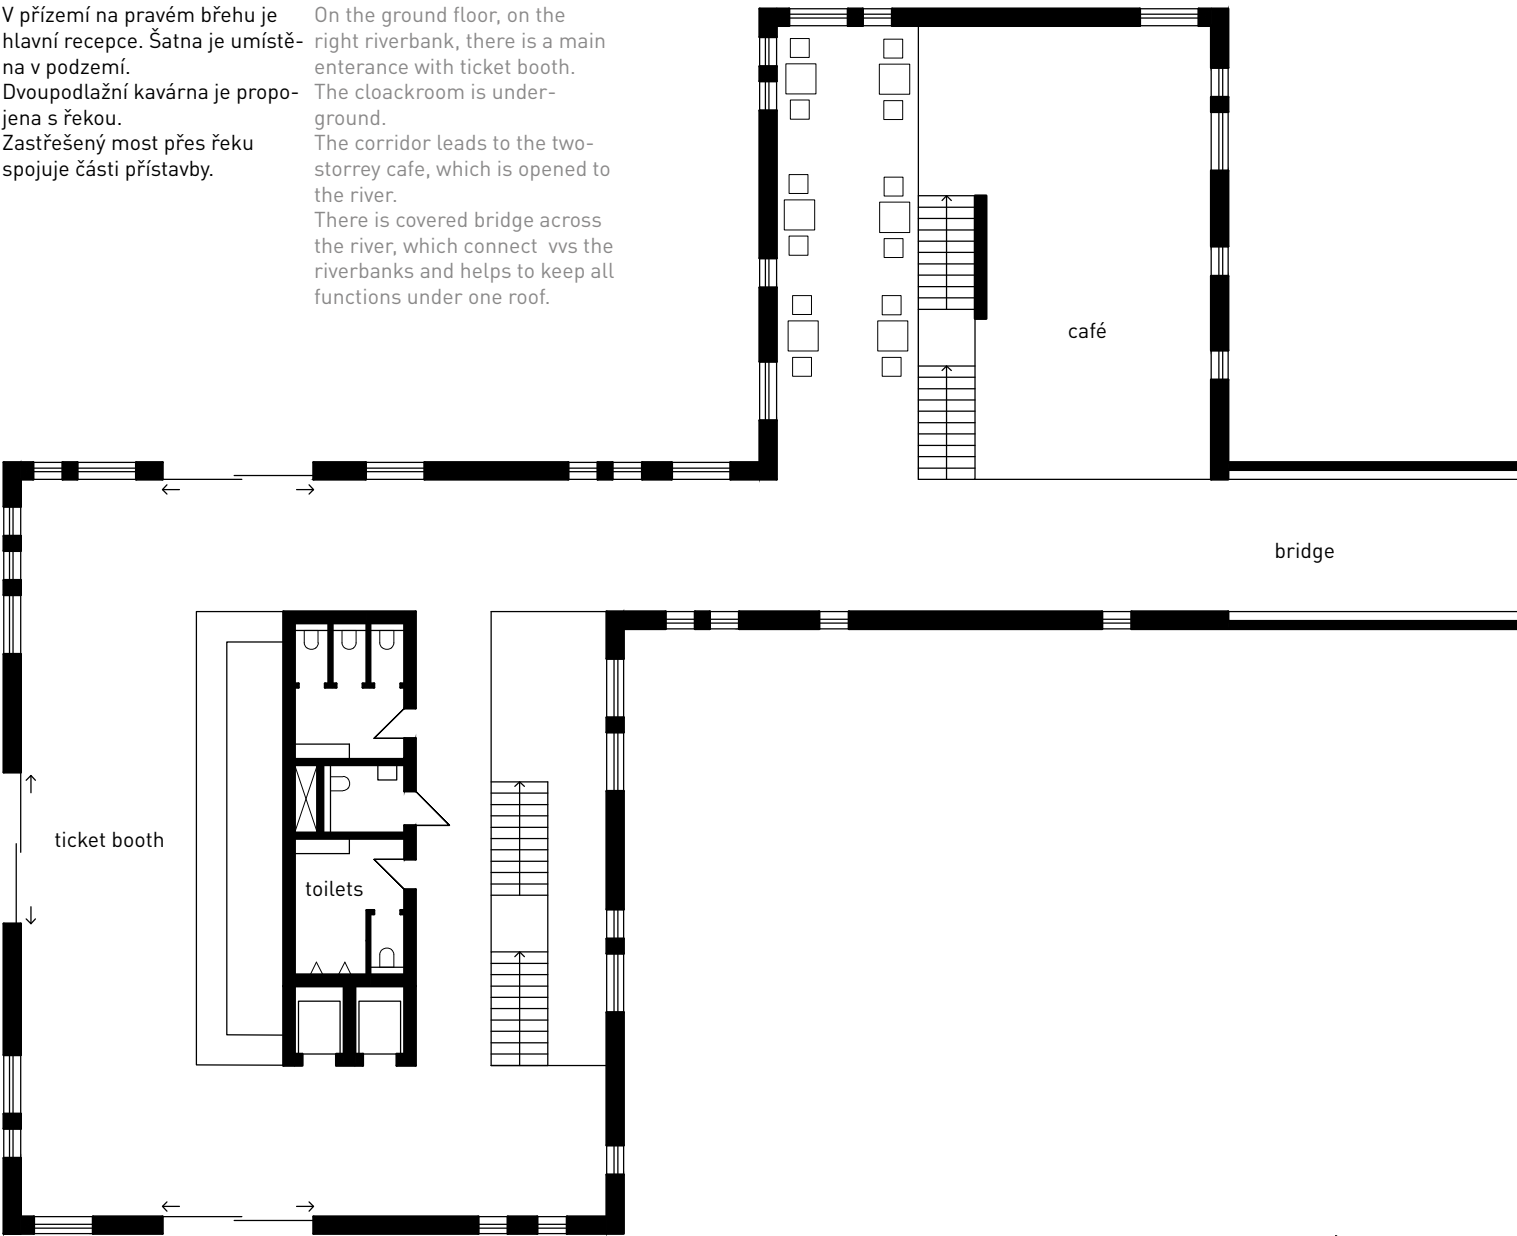 V přízemí na pravém břehu je
hlavní recepce. Šatna je umístě-
na v podzemí.
Dvoupodlažní kavárna je propo-
jena s řekou.
Zastřešený most přes řeku
spojuje části přístavby.
On the ground floor, on the
right riverbank, there is a main
enterance with ticket booth.
The cloackroom is under-
ground.
The corridor leads to the two-
storrey cafe, which is opened to
the river.
There is covered bridge across
the river, which connect  vvs the
riverbanks and helps to keep all
functions under one roof.
café
bridge
ticket booth
toilets